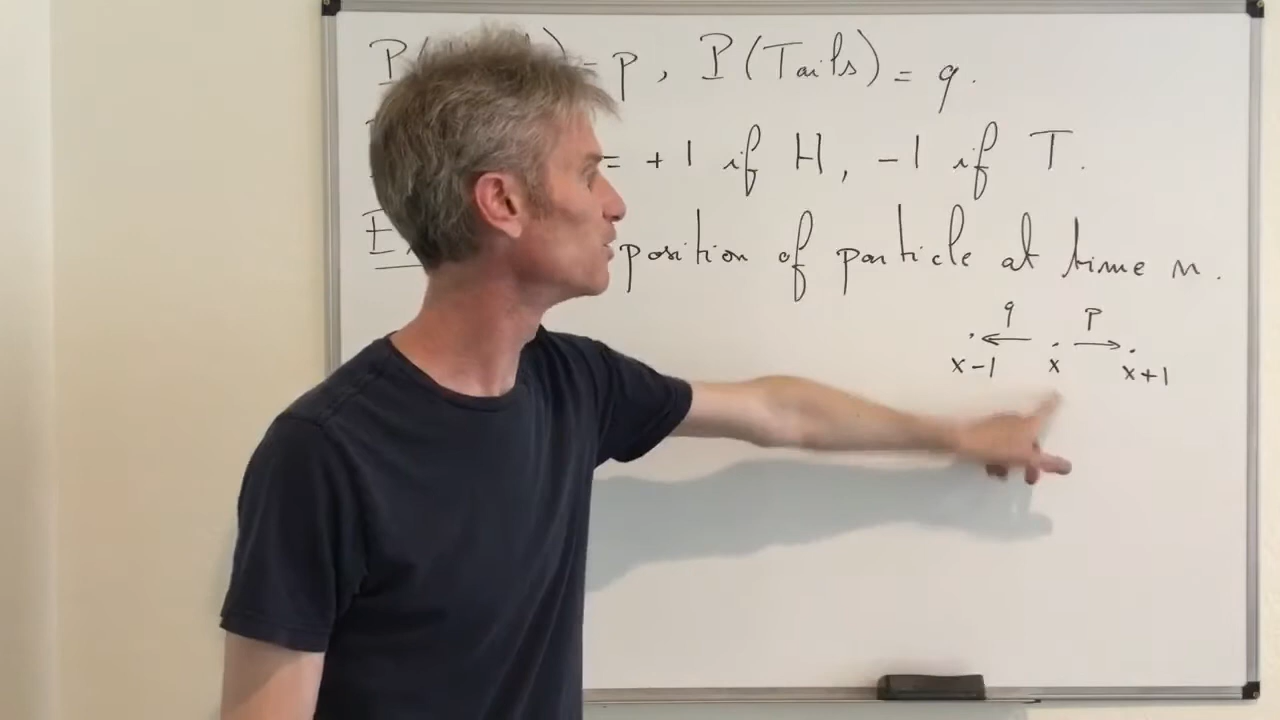 P( ) = p, P(Tails) = q.
= +1 if H, -1 if T.
position of particle at time n.
q p
x-1 x x+1